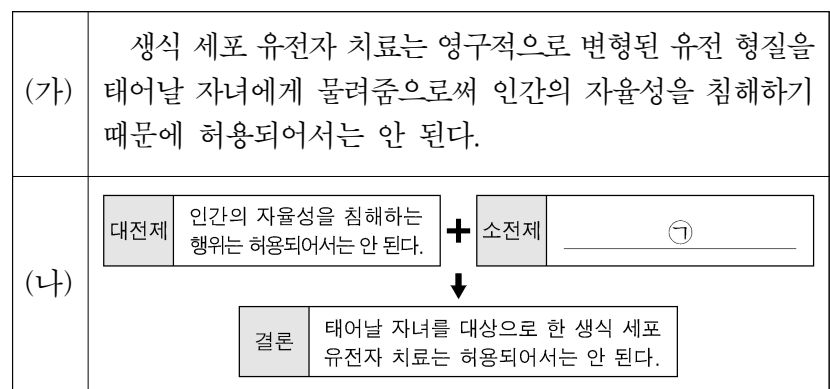 (가)
생식 세포 유전자 치료는 영구적으로 변형된 유전 형질을
태어날 자녀에게 물려줌으로써 인간의 자율성을 침해하기
때문에 허용되어서는 안 된다.
(나)
대전제
인간의 자율성을 침해하는
행위는 허용되어서는 안 된다.
+
소전제
㉠
결론
태어날 자녀를 대상으로 한 생식 세포
유전자 치료는 허용되어서는 안 된다.